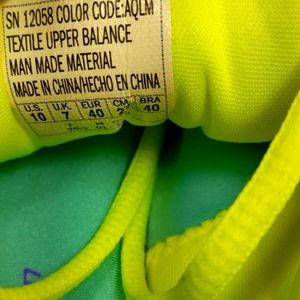 SN 12058 COLOR CODE:AQLM
TEXTILE UPPER BALANCE
MAN MADE MATERIAL
MADE IN CHINA/HECHO EN CHINA
U.S. U.K. EUR CM BRA
10 7 40 40